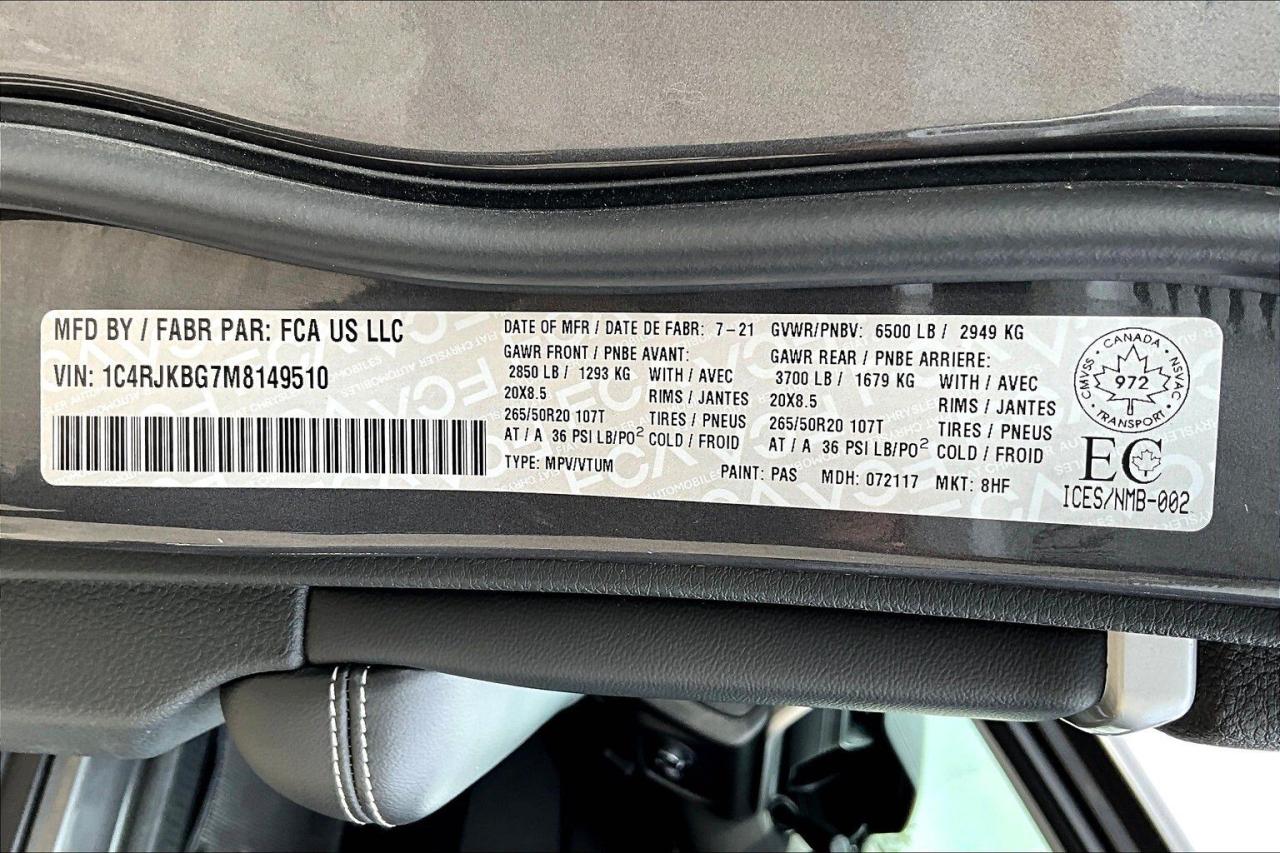 MFD BY / FABR PAR: FCA US LLC
VIN: 1C4RJKBG7M8149510
DATE OF MFR / DATE DE FABR: 7-21 GVWR/PNBV: 6500 LB / 2949 KG
GAWR FRONT / PNBE AVANT:
2850 LB / 1293 KG WITH / AVEC
20X8.5 RIMS / JANTES
265/50R20 107T TIRES / PNEUS
AT / A 36 PSI LB/PO² COLD / FROID
GAWR REAR / PNBE ARRIERE:
3700 LB / 1679 KG WITH / AVEC
20X8.5 RIMS / JANTES
265/50R20 107T TIRES / PNEUS
AT / A 36 PSI LB/PO² COLD / FROID
TYPE: MPV/VTUM PAINT: PAS MDH: 072117 MKT: 8HF
CANADA
CMVSS NSVAC
972
TRANSPORT
EC
ICES/NMB-002